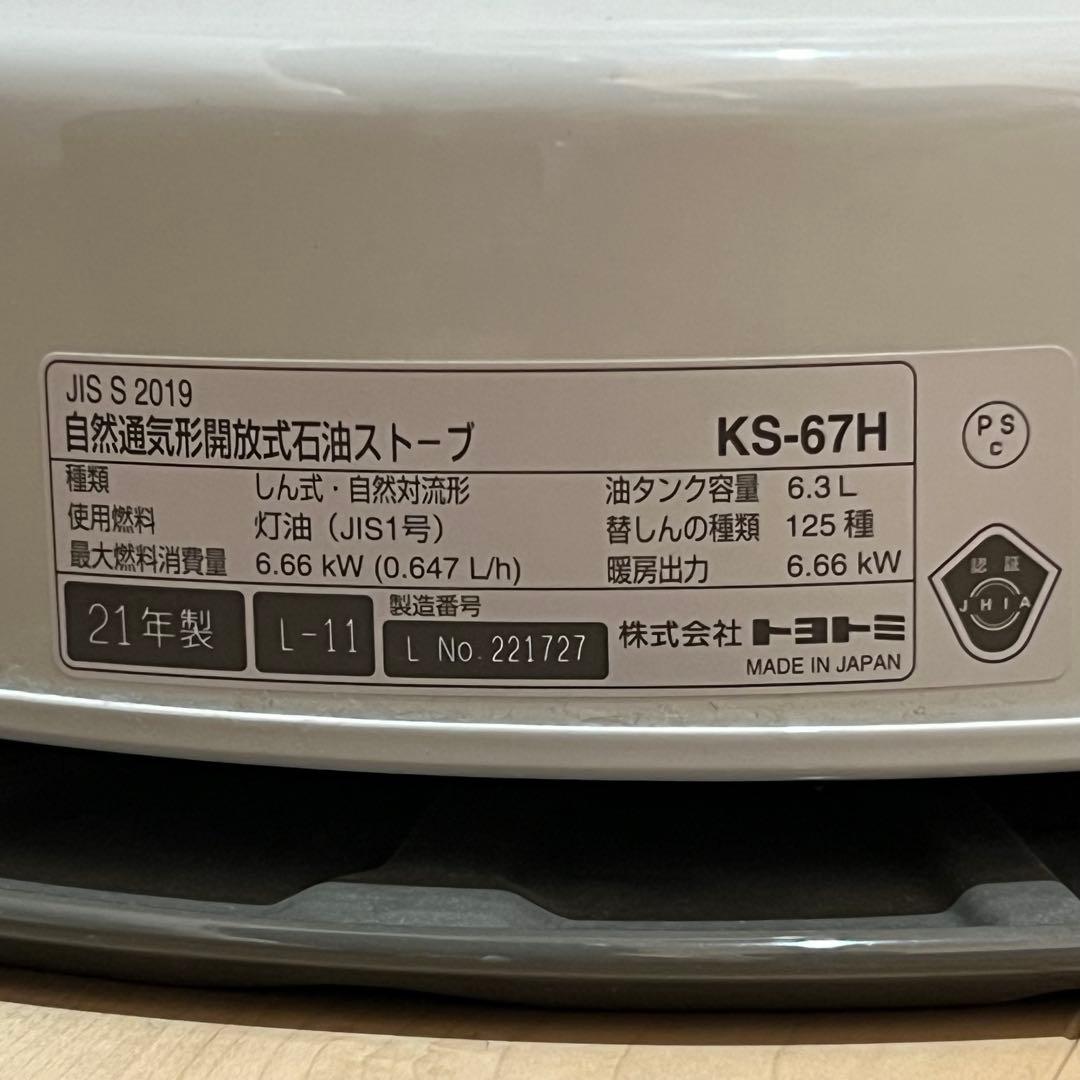 JIS S 2019
自然通気形開放式石油ストーブ KS-67H
種類 しん式・自然対流形 油タンク容量 6.3 L
使用燃料 灯油（JIS1号） 替しんの種類 125 種
最大燃料消費量 6.66 kW (0.647 L/h) 暖房出力 6.66 kW
21年製 L-11 製造番号 L No. 221727 株式会社トヨトミ
MADE IN JAPAN
PS
C
認証
JHIA